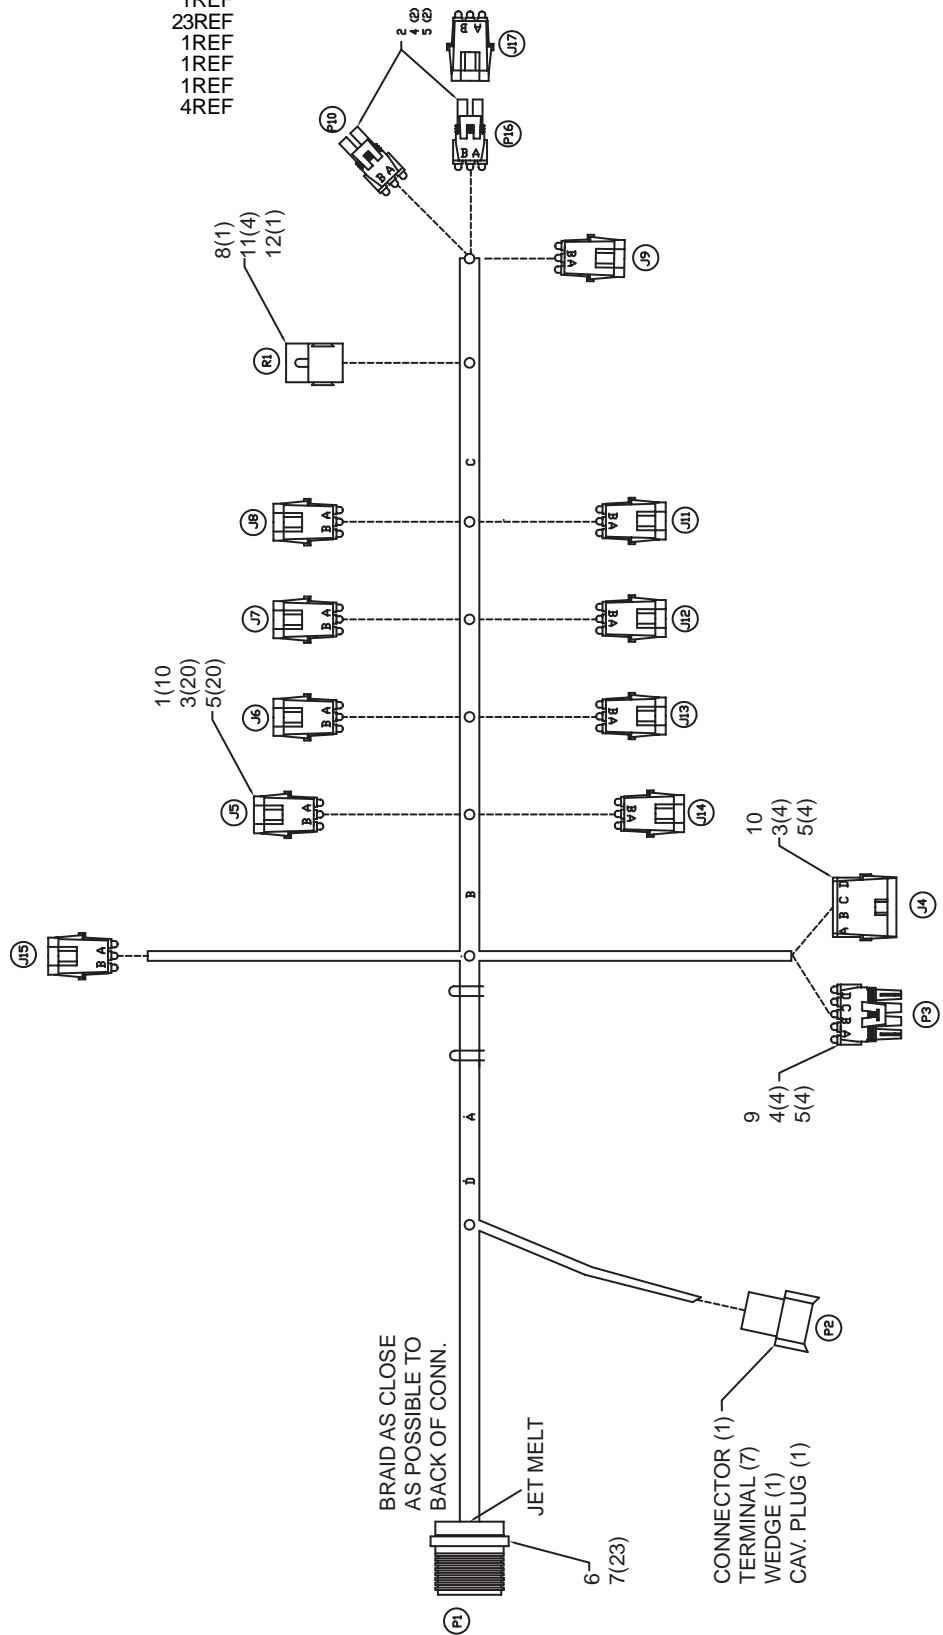 1REF
23REF
1REF
1REF
1REF
4REF
2
4 (2)
5 (2)
B A
J17
P10
B A
P16
B A
8(1)
11(4)
12(1)
R1
B A
J9
C
J8
B A
B A
J11
J7
B A
B A
J12
1(10
3(20)
5(20)
J6
B A
B A
J13
J5
B A
B A
J14
B
10
3(4)
5(4)
A B C D
J4
J15
B A
D C B A
P3
9
4(4)
5(4)
A
D
P2
CONNECTOR (1)
TERMINAL (7)
WEDGE (1)
CAV. PLUG (1)
BRAID AS CLOSE
AS POSSIBLE TO
BACK OF CONN.
JET MELT
6
7(23)
P1